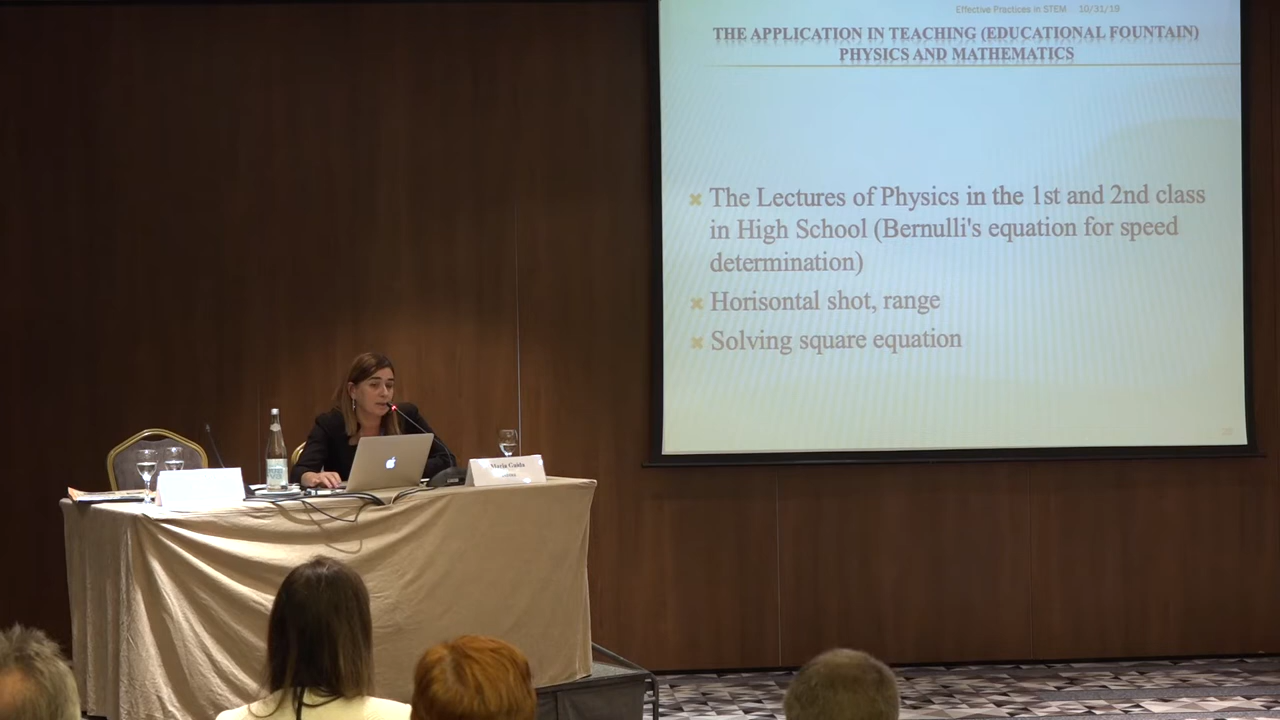 Effective Practices in STEM 10/31/19
THE APPLICATION IN TEACHING (EDUCATIONAL FOUNTAIN)
PHYSICS AND MATHEMATICS
The Lectures of Physics in the 1st and 2nd class
in High School (Bernulli's equation for speed
determination)
Horisontal shot, range
Solving square equation